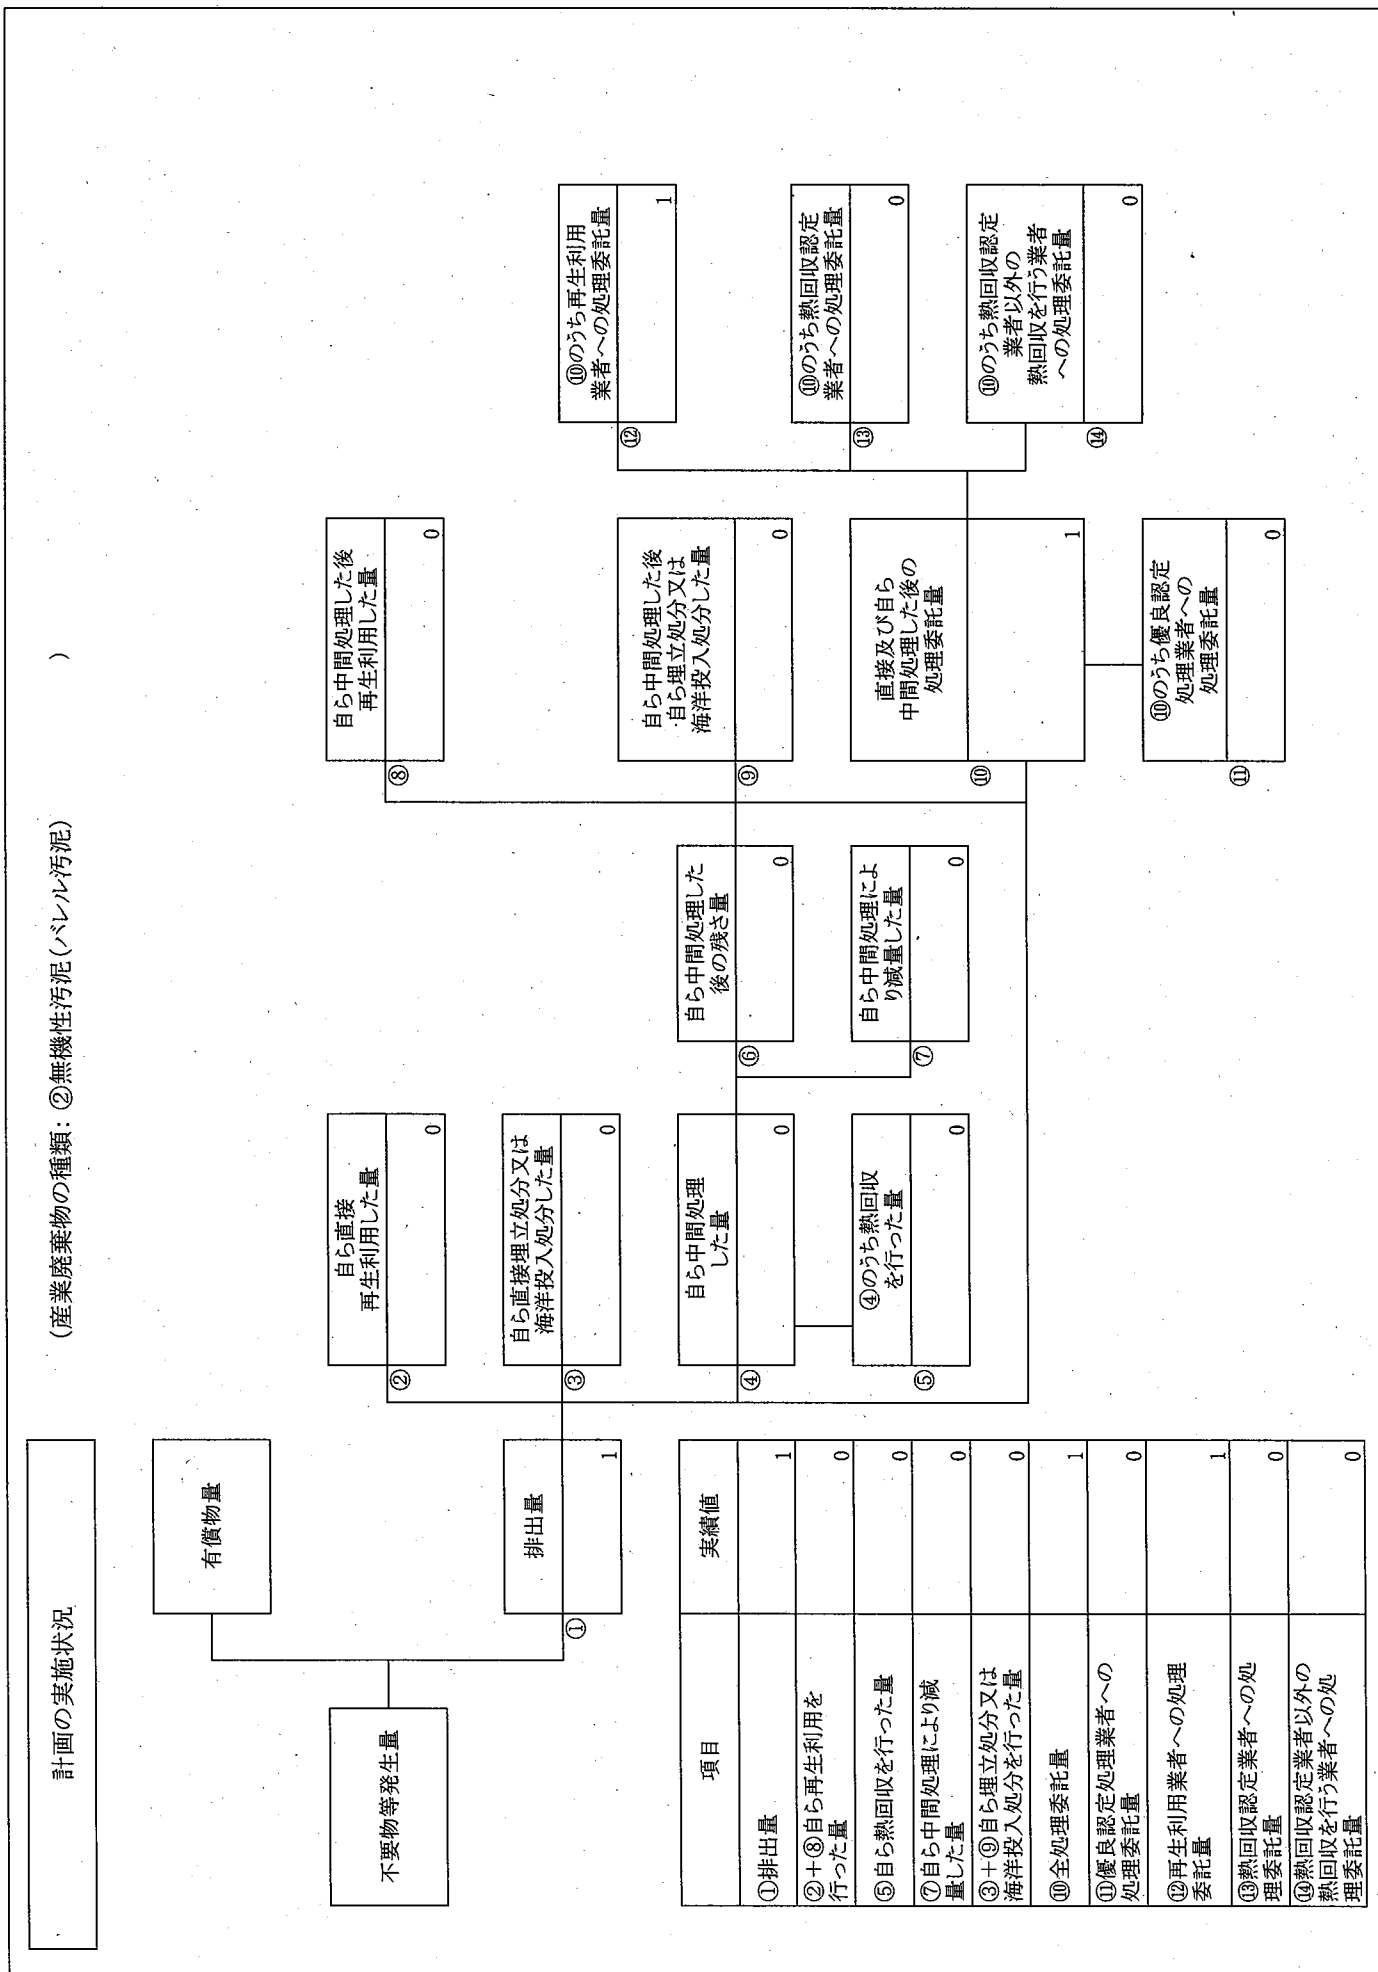 計画の実施状況
(産業廃棄物の種類：②無機性汚泥(バレル汚泥)
)
不要物等発生量
有償物量
①
排出量
1
②
自ら直接
再生利用した量
0
③
自ら直接埋立処分又は
海洋投入処分した量
0
④
自ら中間処理
した量
0
⑤
④のうち熱回収
を行った量
0
⑥
自ら中間処理した
後の残さ量
0
⑦
自ら中間処理によ
り減量した量
0
⑧
自ら中間処理した後
再生利用した量
0
⑨
自ら中間処理した後
自ら埋立処分又は
海洋投入処分した量
0
⑩
直接及び自ら
中間処理した後の
処理委託量
1
⑪
⑩のうち優良認定
処理業者への
処理委託量
0
⑫
⑩のうち再生利用
業者への処理委託量
1
⑬
⑩のうち熱回収認定
業者への処理委託量
0
⑭
⑩のうち熱回収認定
業者以外の
熱回収を行う業者
への処理委託量
0
項目 実績値
①排出量 1
②+⑧自ら再生利用を
行った量 0
⑤自ら熱回収を行った量 0
⑦自ら中間処理により減
量した量 0
③+⑨自ら埋立処分又は
海洋投入処分を行った量 0
⑩全処理委託量 1
⑪優良認定処理業者への
処理委託量 0
⑫再生利用業者への処理
委託量 1
⑬熱回収認定業者への処
理委託量 0
⑭熱回収認定業者以外の
熱回収を行う業者への処
理委託量 0